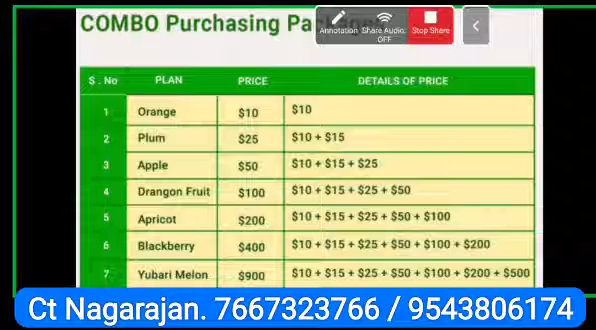 COMBO Purchasing Pa
Annotation Share Audio: OFF Stop Share
S . No PLAN PRICE DETAILS OF PRICE
1 Orange $10 $10
2 Plum $25 $10 + $15
3 Apple $50 $10 + $15 + $25
4 Drangon Fruit $100 $10 + $15 + $25 + $50
5 Apricot $200 $10 + $15 + $25 + $50 + $100
6 Blackberry $400 $10 + $15 + $25 + $50 + $100 + $200
7 Yubari Melon $900 $10 + $15 + $25 + $50 + $100 + $200 + $500
Ct Nagarajan. 7667323766 / 9543806174